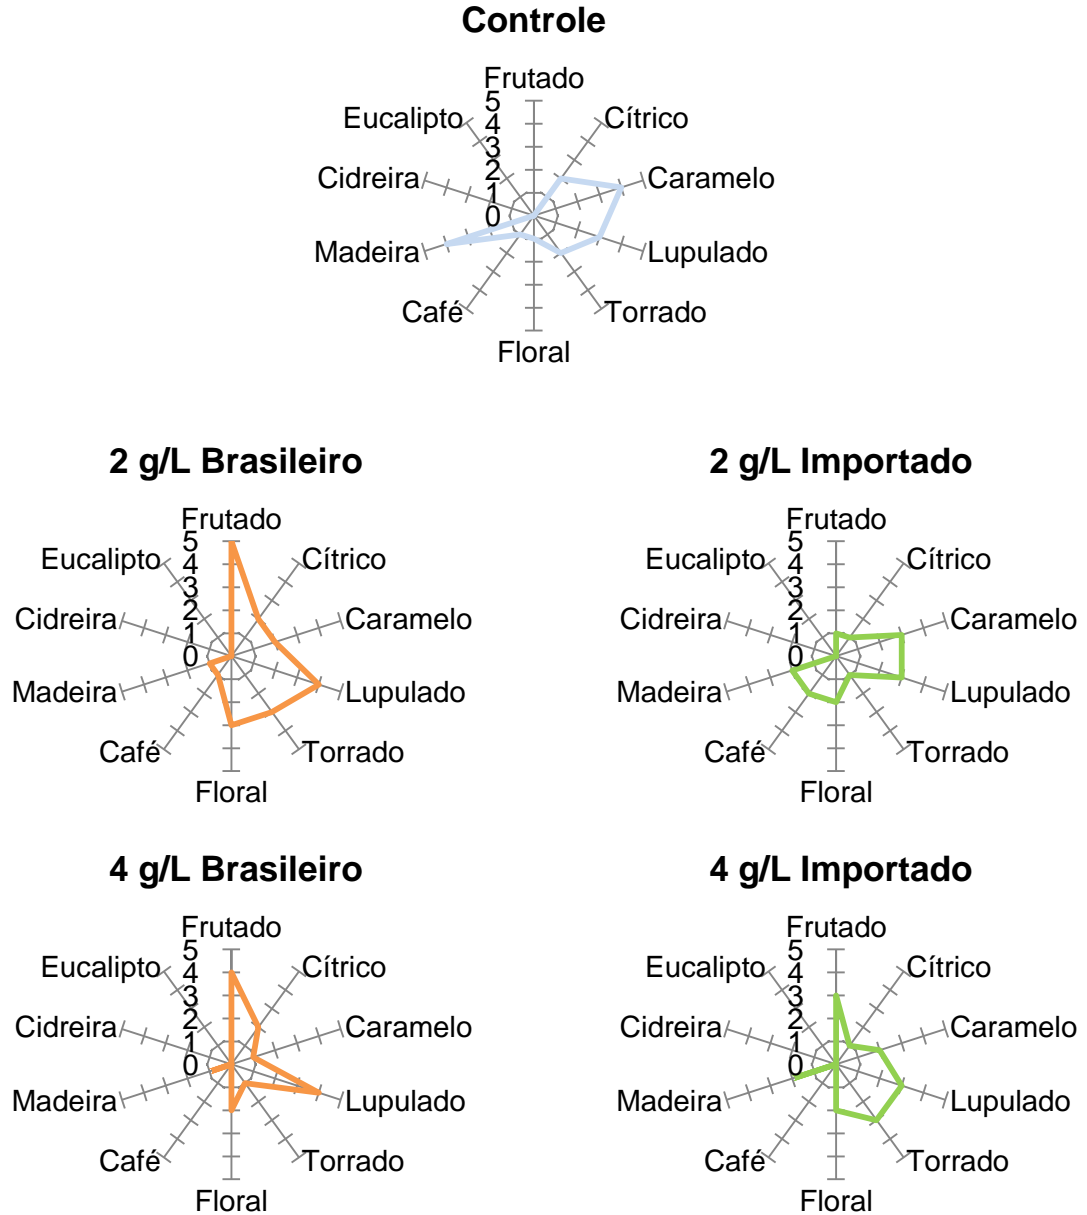 Controle
Frutado
5
Eucalipto 4 Cítrico
3
Cidreira 2 Caramelo
1
0
Madeira Lupulado
Café Torrado
Floral
2 g/L Brasileiro
Frutado
5
Eucalipto 4 Cítrico
3
Cidreira 2 Caramelo
1
0
Madeira Lupulado
Café Torrado
Floral
2 g/L Importado
Frutado
5
Eucalipto 4 Cítrico
3
Cidreira 2 Caramelo
1
0
Madeira Lupulado
Café Torrado
Floral
4 g/L Brasileiro
Frutado
5
Eucalipto 4 Cítrico
3
Cidreira 2 Caramelo
1
0
Madeira Lupulado
Café Torrado
Floral
4 g/L Importado
Frutado
5
Eucalipto 4 Cítrico
3
Cidreira 2 Caramelo
1
0
Madeira Lupulado
Café Torrado
Floral